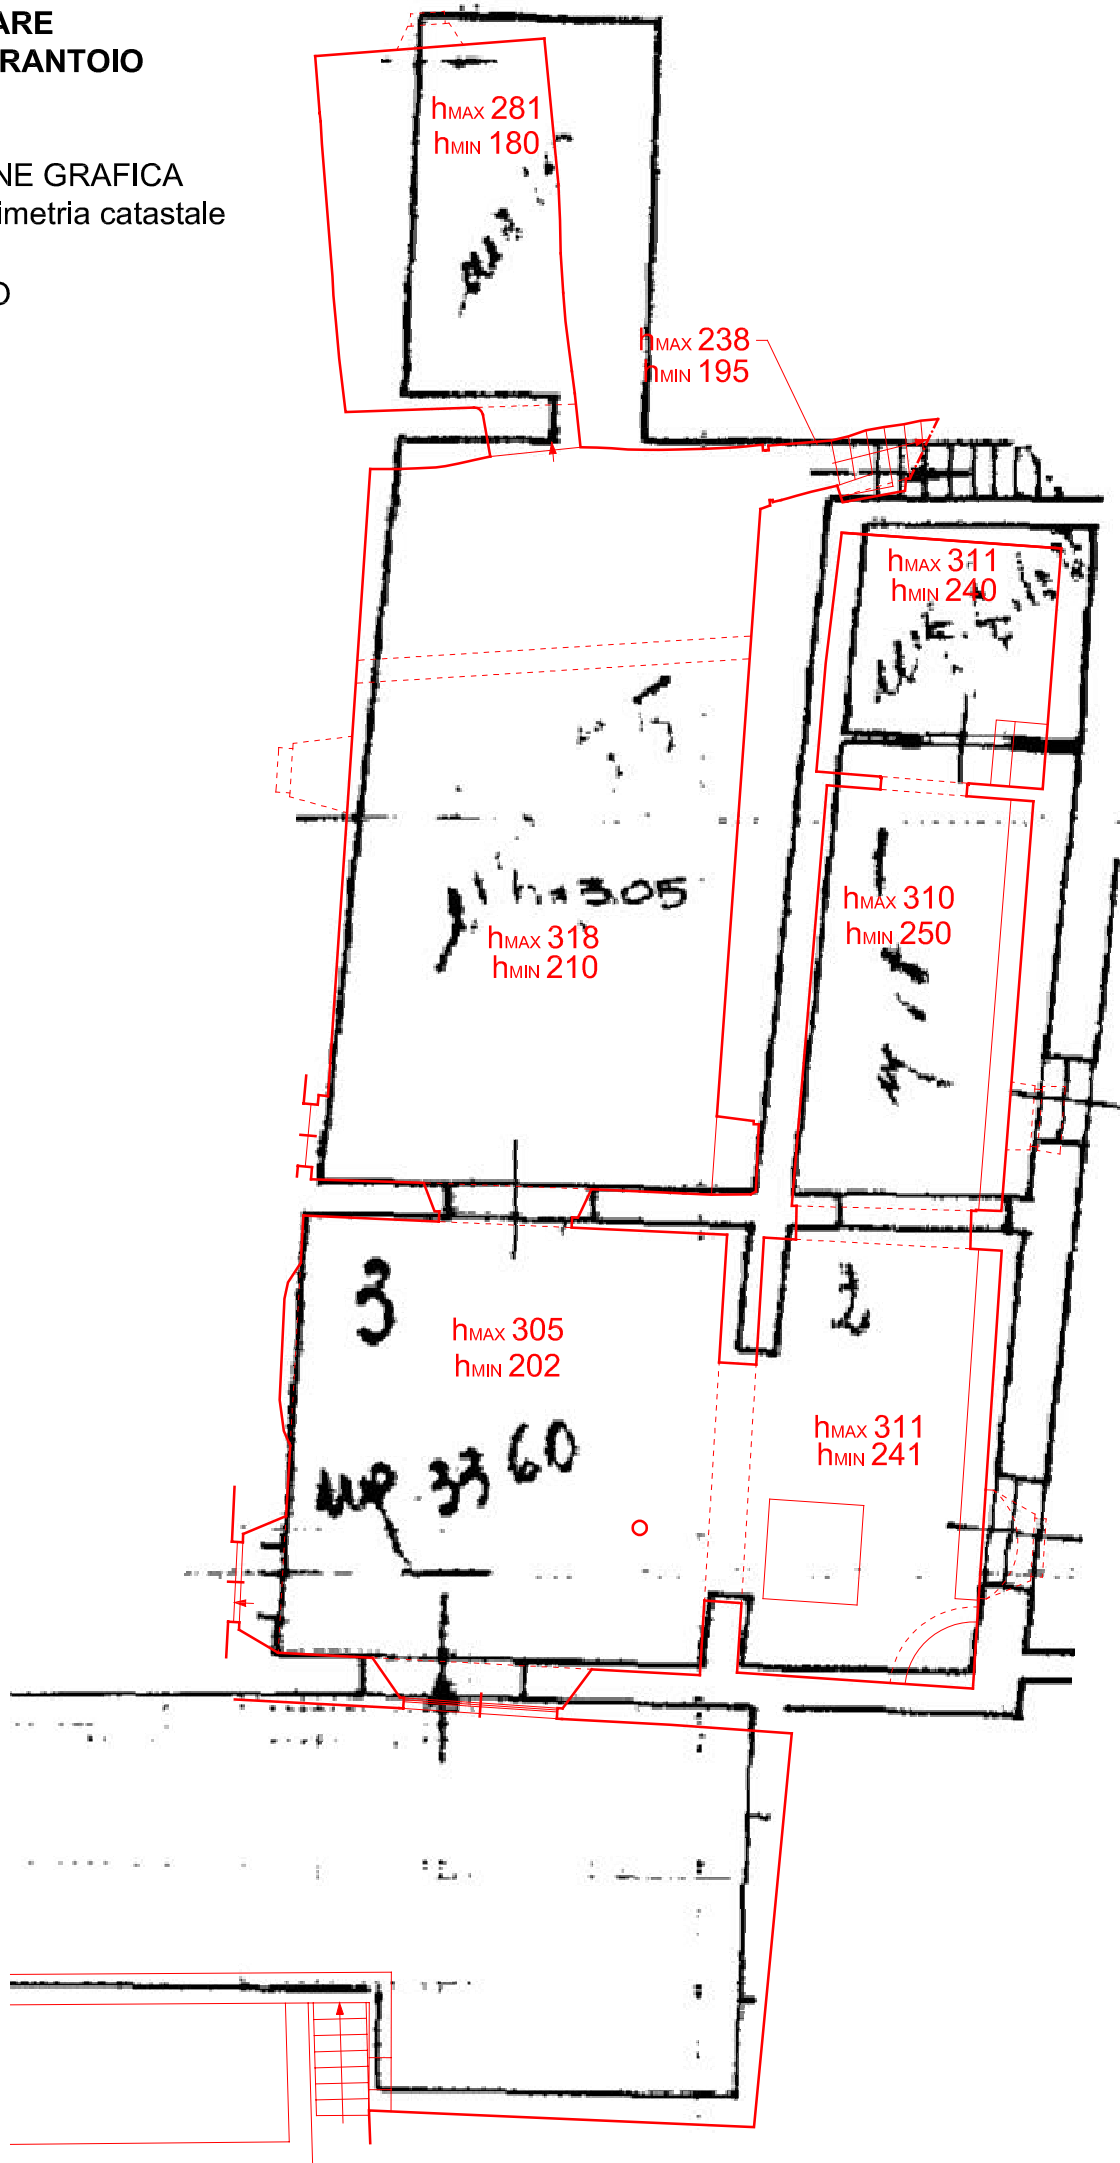 ARE
RANTOIO
NE GRAFICA
imetria catastale
O
hMAX 281
hMIN 180
hMAX 238
hMIN 195
hMAX 311
hMIN 240
hMAX 310
hMIN 250
h=3.05
hMAX 318
hMIN 210
3
2
hMAX 305
hMIN 202
hMAX 311
hMIN 241
33 60